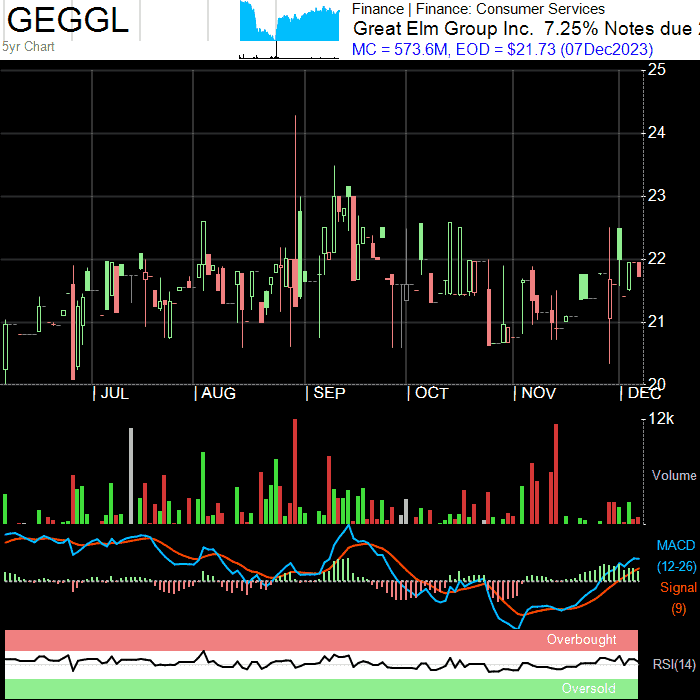 GEGGL
5yr Chart
Finance | Finance: Consumer Services
Great Elm Group Inc. 7.25% Notes due 2
MC = 573.6M, EOD = $21.73 (07Dec2023)
25
24
23
22
21
20
JUL
AUG
SEP
OCT
NOV
DEC
12k
Volume
MACD
(12-26)
Signal
(9)
Overbought
RSI(14)
Oversold